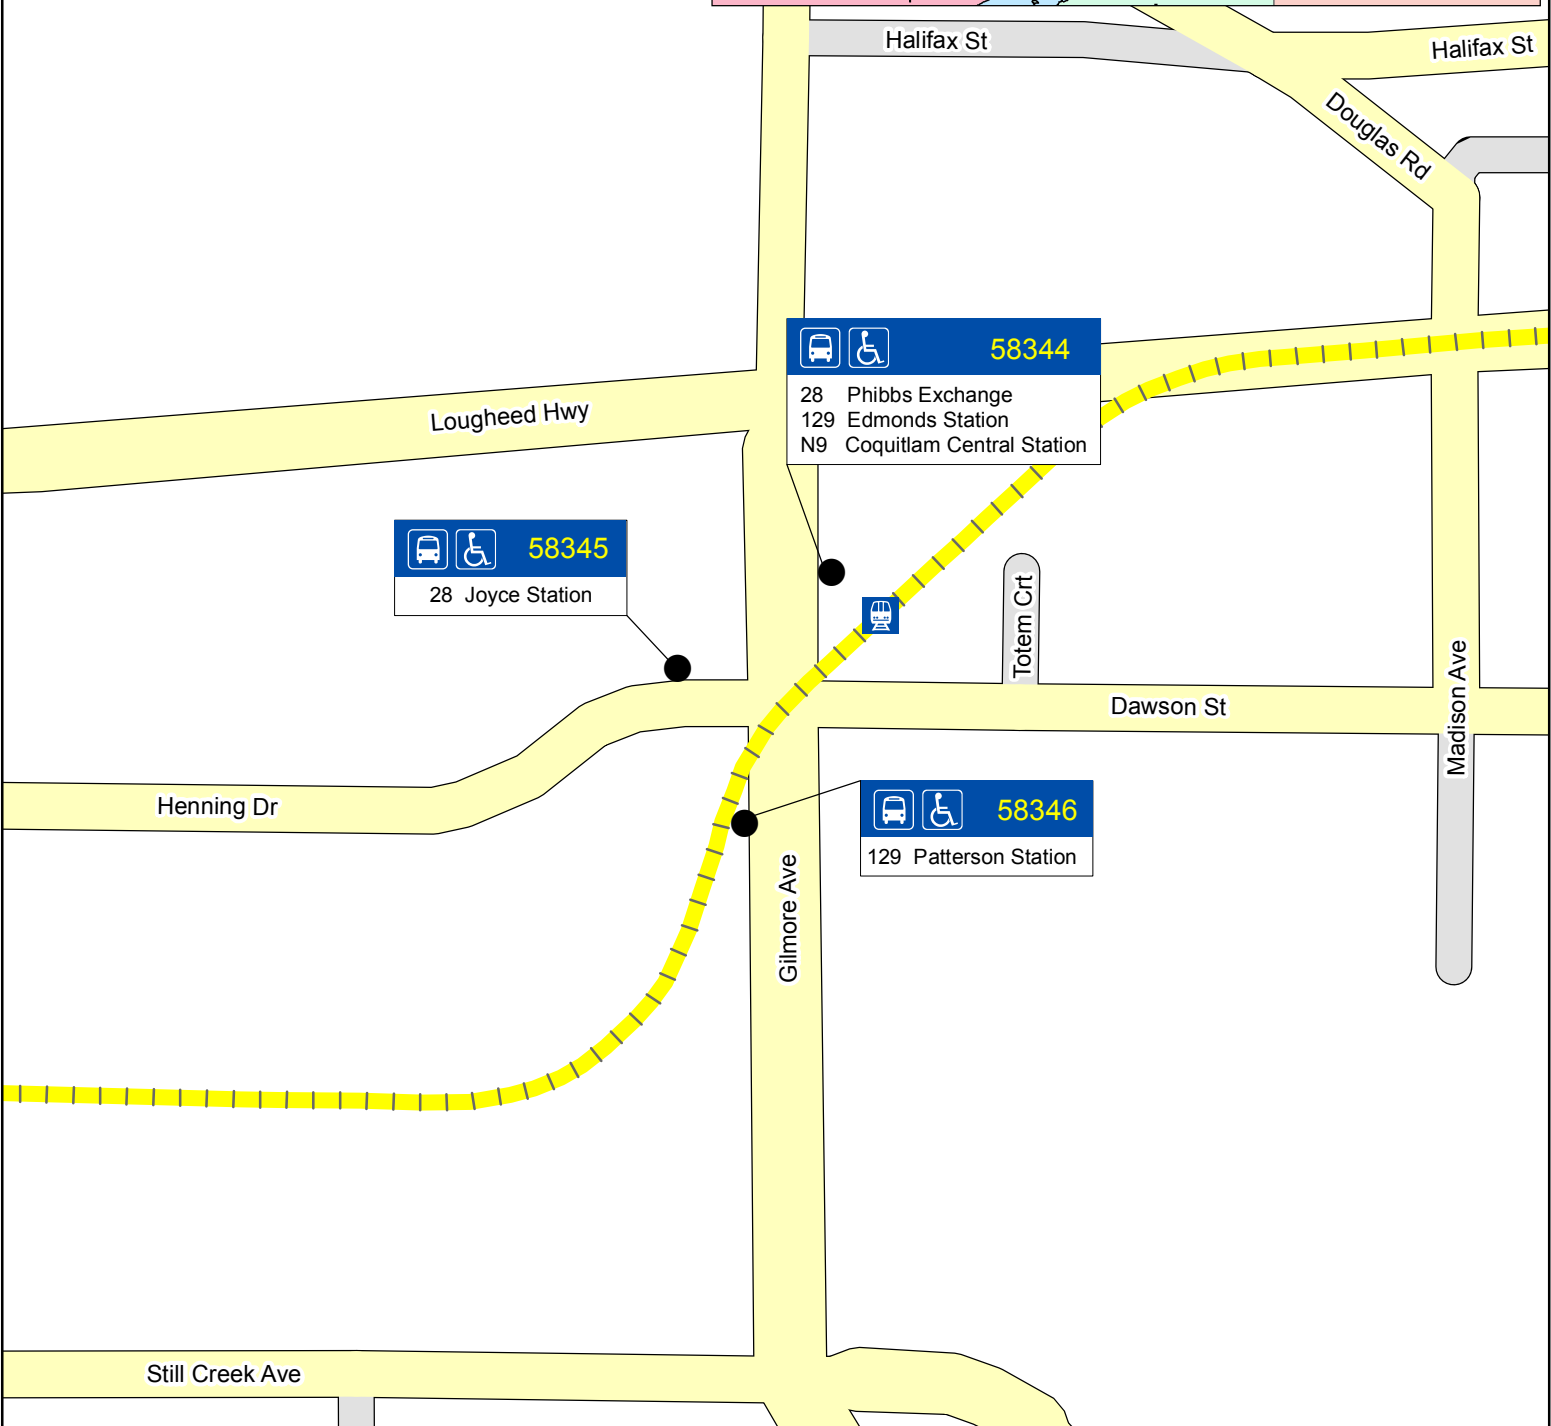 Halifax St
Halifax St
Douglas Rd
58344
28 Phibbs Exchange
129 Edmonds Station
N9 Coquitlam Central Station
Lougheed Hwy
58345
28 Joyce Station
Totem Crt
Madison Ave
Dawson St
Henning Dr
58346
129 Patterson Station
Gilmore Ave
Still Creek Ave